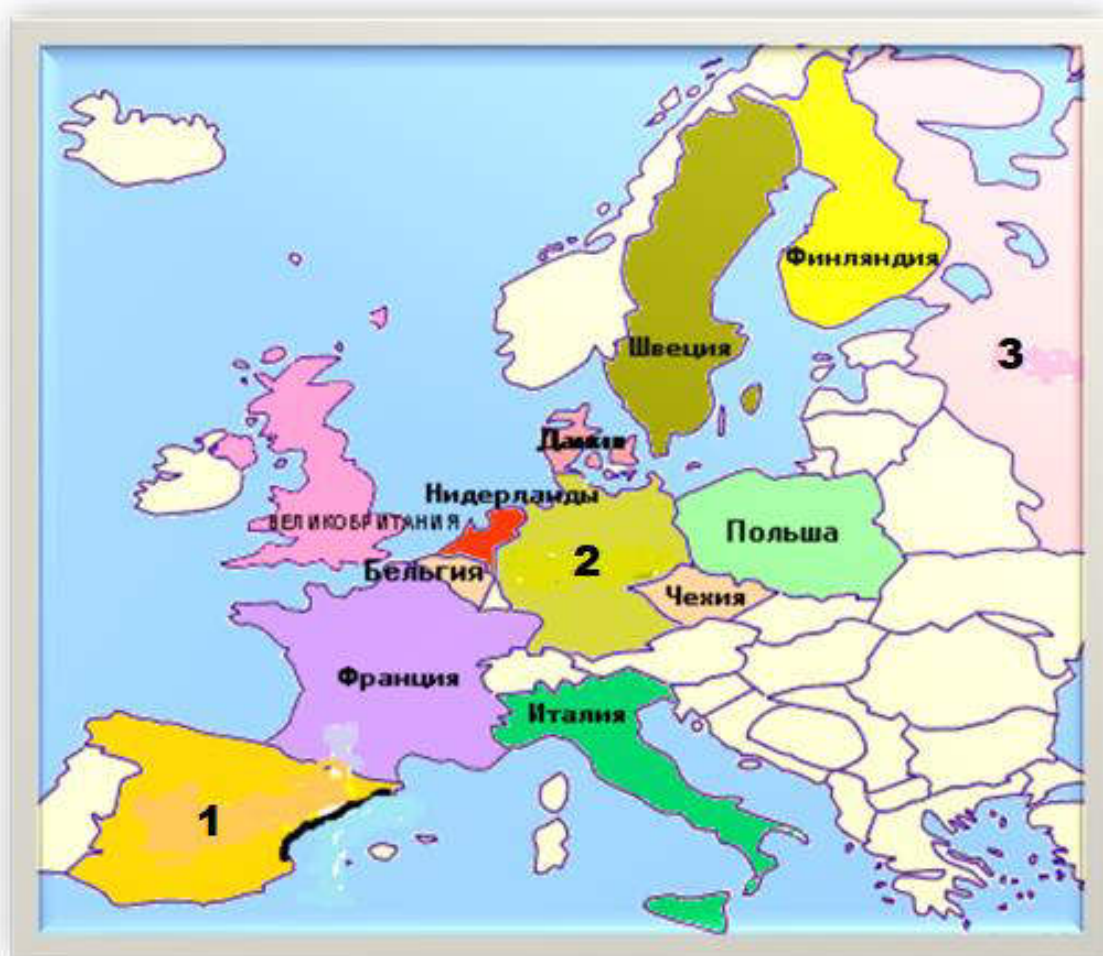 Финляндия
3
Швеция
Дания
Нидерланды
ВЕЛИКОБРИТАНИЯ
Польша
2
Бельгия
Чехия
Франция
Италия
1